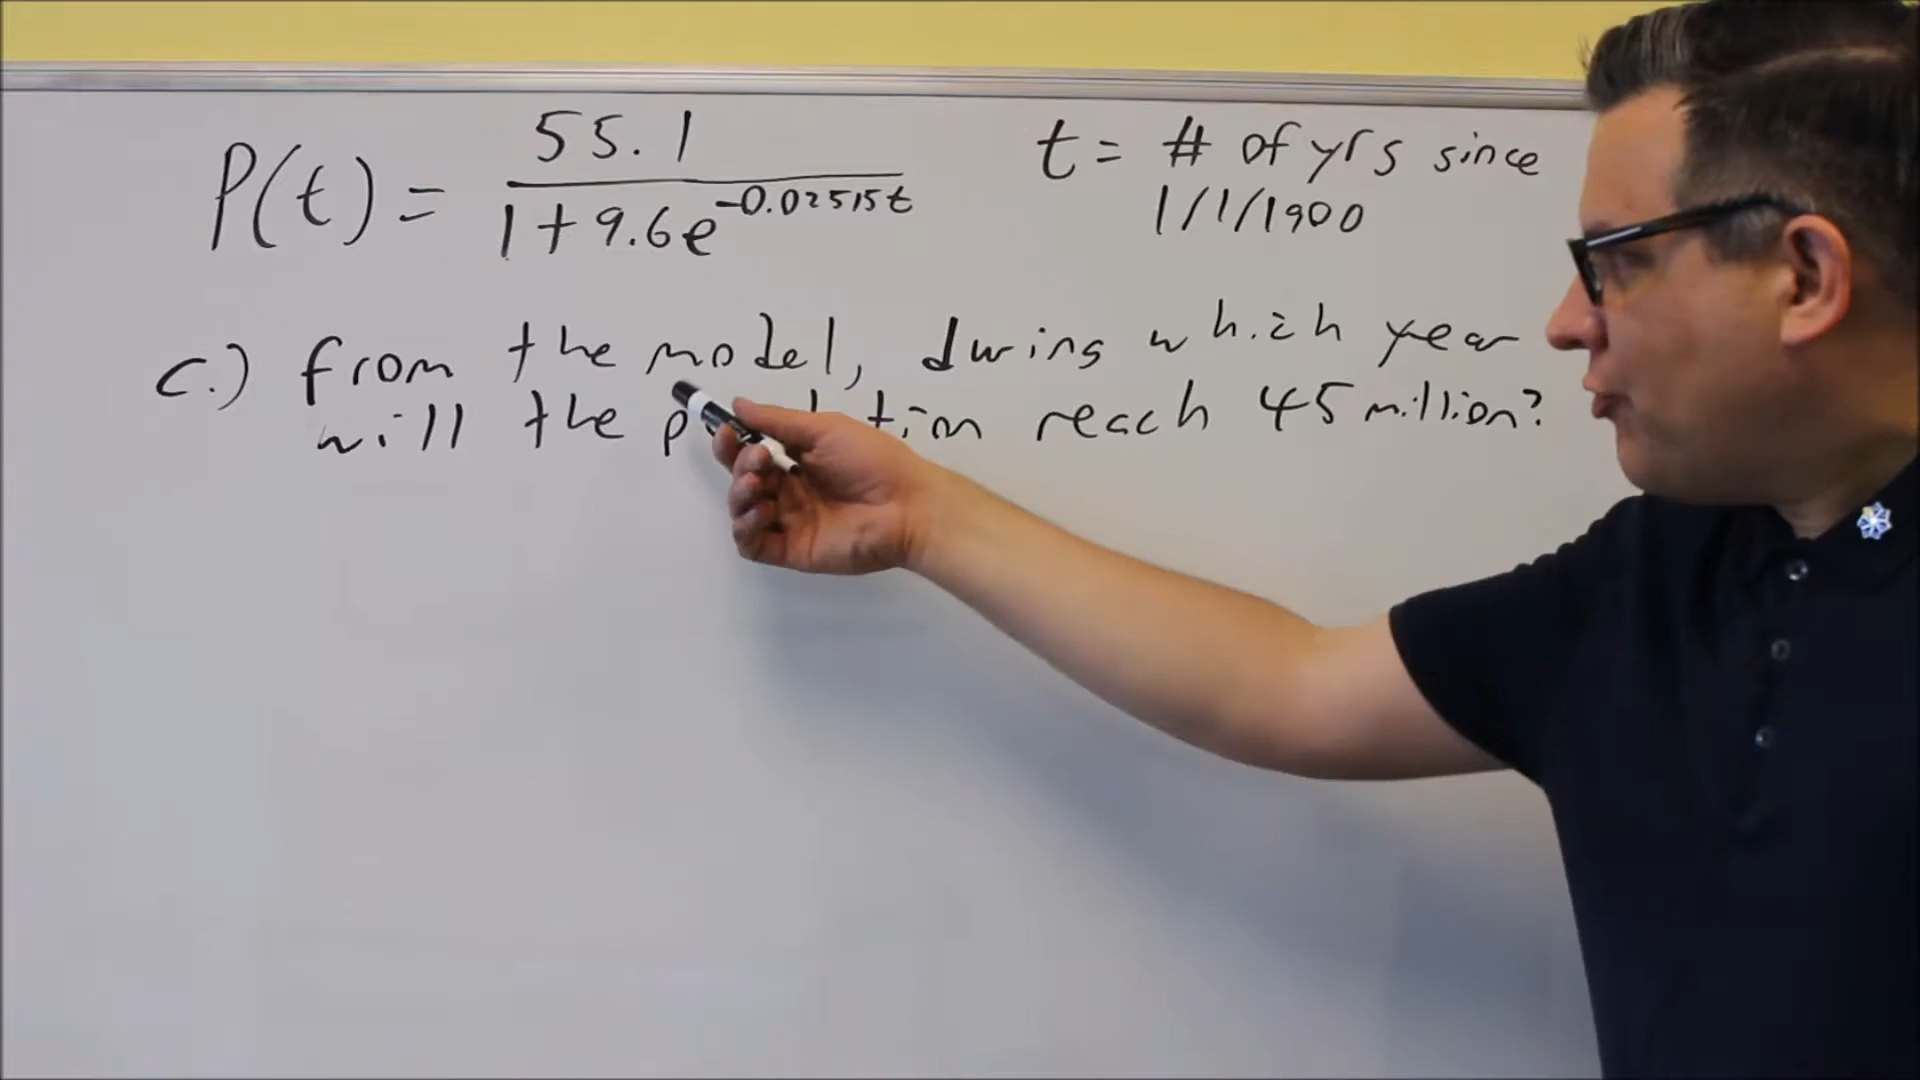 P(t) = 55.1 / 1+9.6e^-0.02515t
t = # of yrs since
1/1/1900
c.) from the model, during which year
will the reach 45 million?